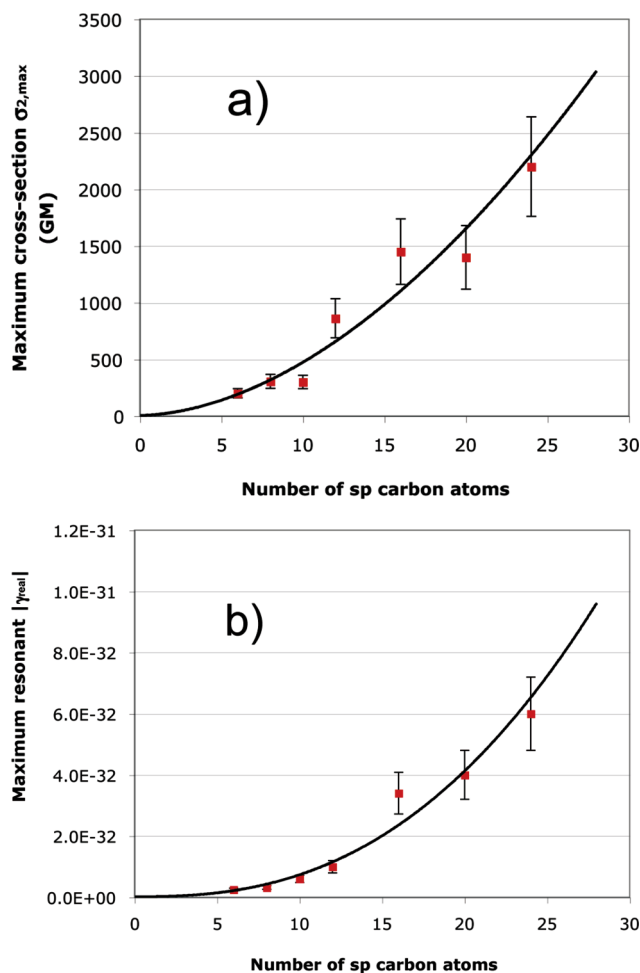 a)
3500
3000
2500
2000
1500
1000
500
0
Maximum cross-section σ2,max
(GM)
0 5 10 15 20 25 30
Number of sp carbon atoms
b)
1.2E-31
1.0E-31
8.0E-32
6.0E-32
4.0E-32
2.0E-32
0.0E+00
Maximum resonant |γreal|
0 5 10 15 20 25 30
Number of sp carbon atoms